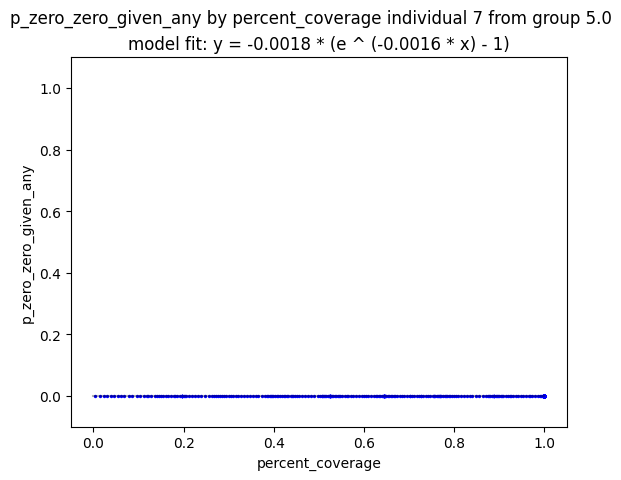 p_zero_zero_given_any by percent_coverage individual 7 from group 5.0
model fit: y = -0.0018 * (e ^ (-0.0016 * x) - 1)
1.0
0.8
0.6
0.4
0.2
0.0
p_zero_zero_given_any
0.0 0.2 0.4 0.6 0.8 1.0
percent_coverage